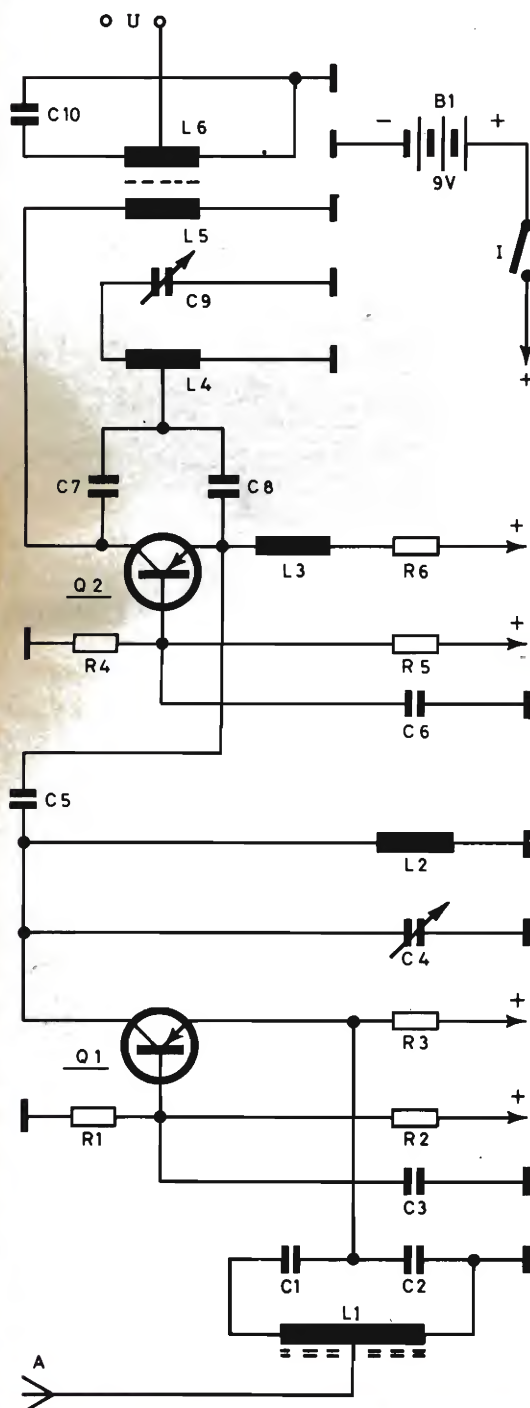 U
C10
L6
- B1 +
9V
L5
I
C9
+
L4
C7
C8
+
Q2
L3
R6
+
R4
R5
C6
C5
L2
C4
+
Q1
R3
+
R1
R2
C3
C1
C2
L1
A